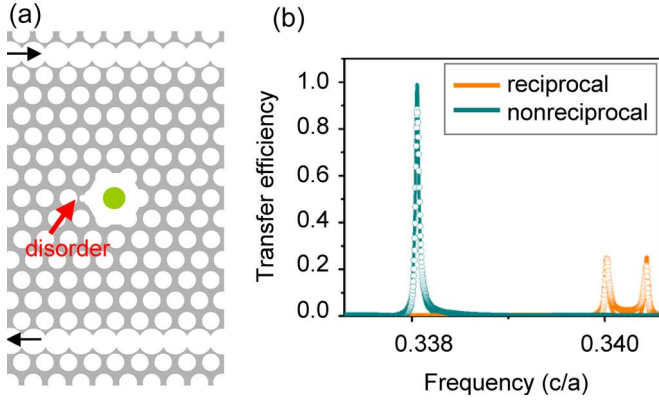 (a)
disorder
(b)
reciprocal
nonreciprocal
Transfer efficiency
1.0
0.8
0.6
0.4
0.2
0.0
0.338
0.340
Frequency (c/a)